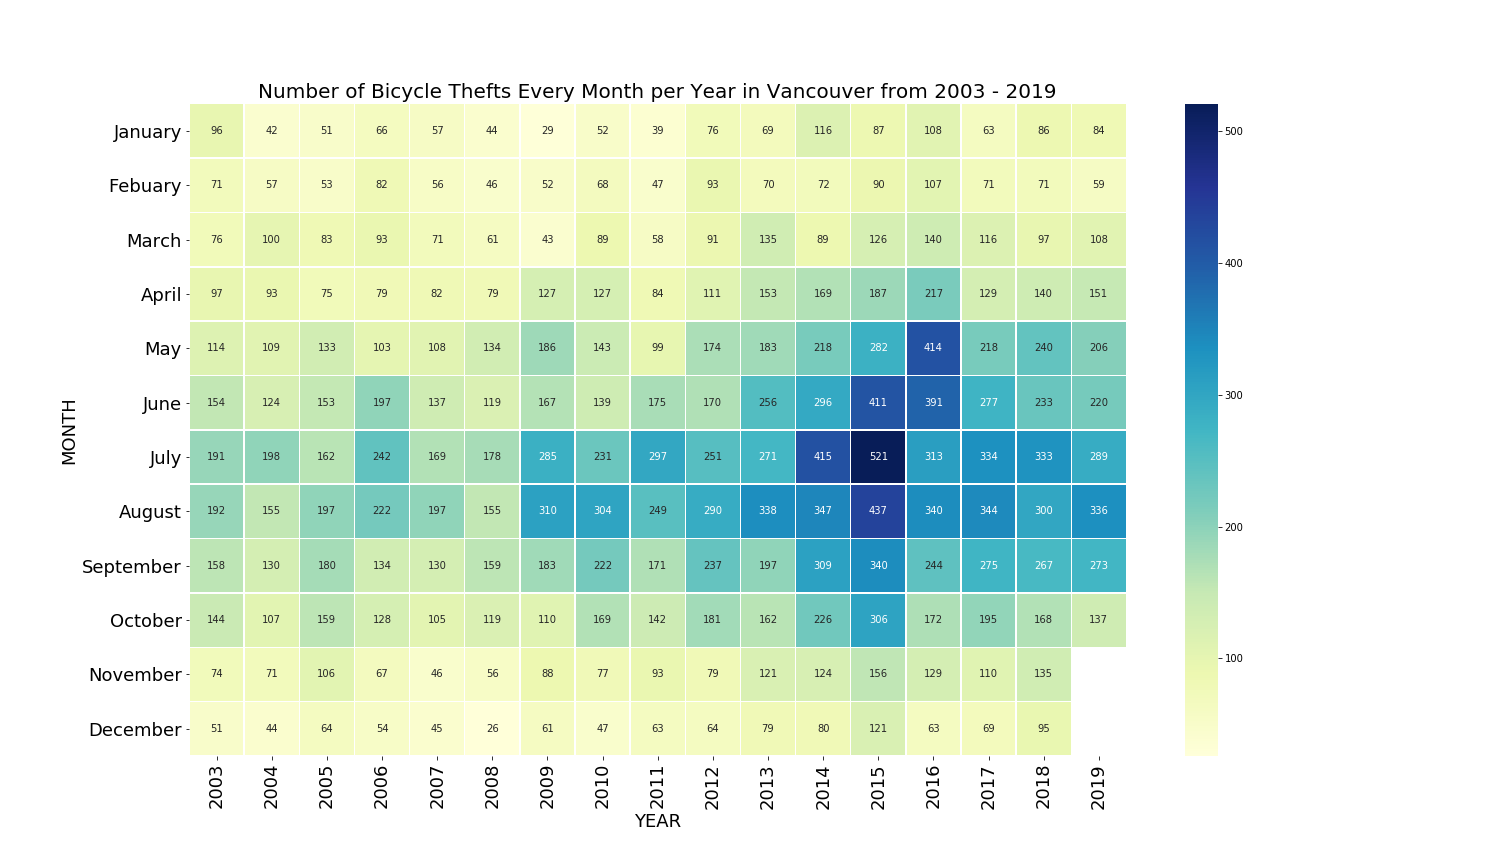 Number of Bicycle Thefts Every Month per Year in Vancouver from 2003 - 2019
January 96 42 51 66 57 44 29 52 39 76 69 116 87 108 63 86 84
Febuary 71 57 53 82 56 46 52 68 47 93 70 72 90 107 71 71 59
March 76 100 83 93 71 61 43 89 58 91 135 89 126 140 116 97 108
April 97 93 75 79 82 79 127 127 84 111 153 169 187 217 129 140 151
May 114 109 133 103 108 134 186 143 99 174 183 218 282 414 218 240 206
June 154 124 153 197 137 119 167 139 175 170 256 296 411 391 277 233 220
July 191 198 162 242 169 178 285 231 297 251 271 415 521 313 334 333 289
August 192 155 197 222 197 155 310 304 249 290 338 347 437 340 344 300 336
September 158 130 180 134 130 159 183 222 171 237 197 309 340 244 275 267 273
October 144 107 159 128 105 119 110 169 142 181 162 226 306 172 195 168 137
November 74 71 106 67 46 56 88 77 93 79 121 124 156 129 110 135
December 51 44 64 54 45 26 61 47 63 64 79 80 121 63 69 95
2003 2004 2005 2006 2007 2008 2009 2010 2011 2012 2013 2014 2015 2016 2017 2018 2019
YEAR
MONTH
500
400
300
200
100